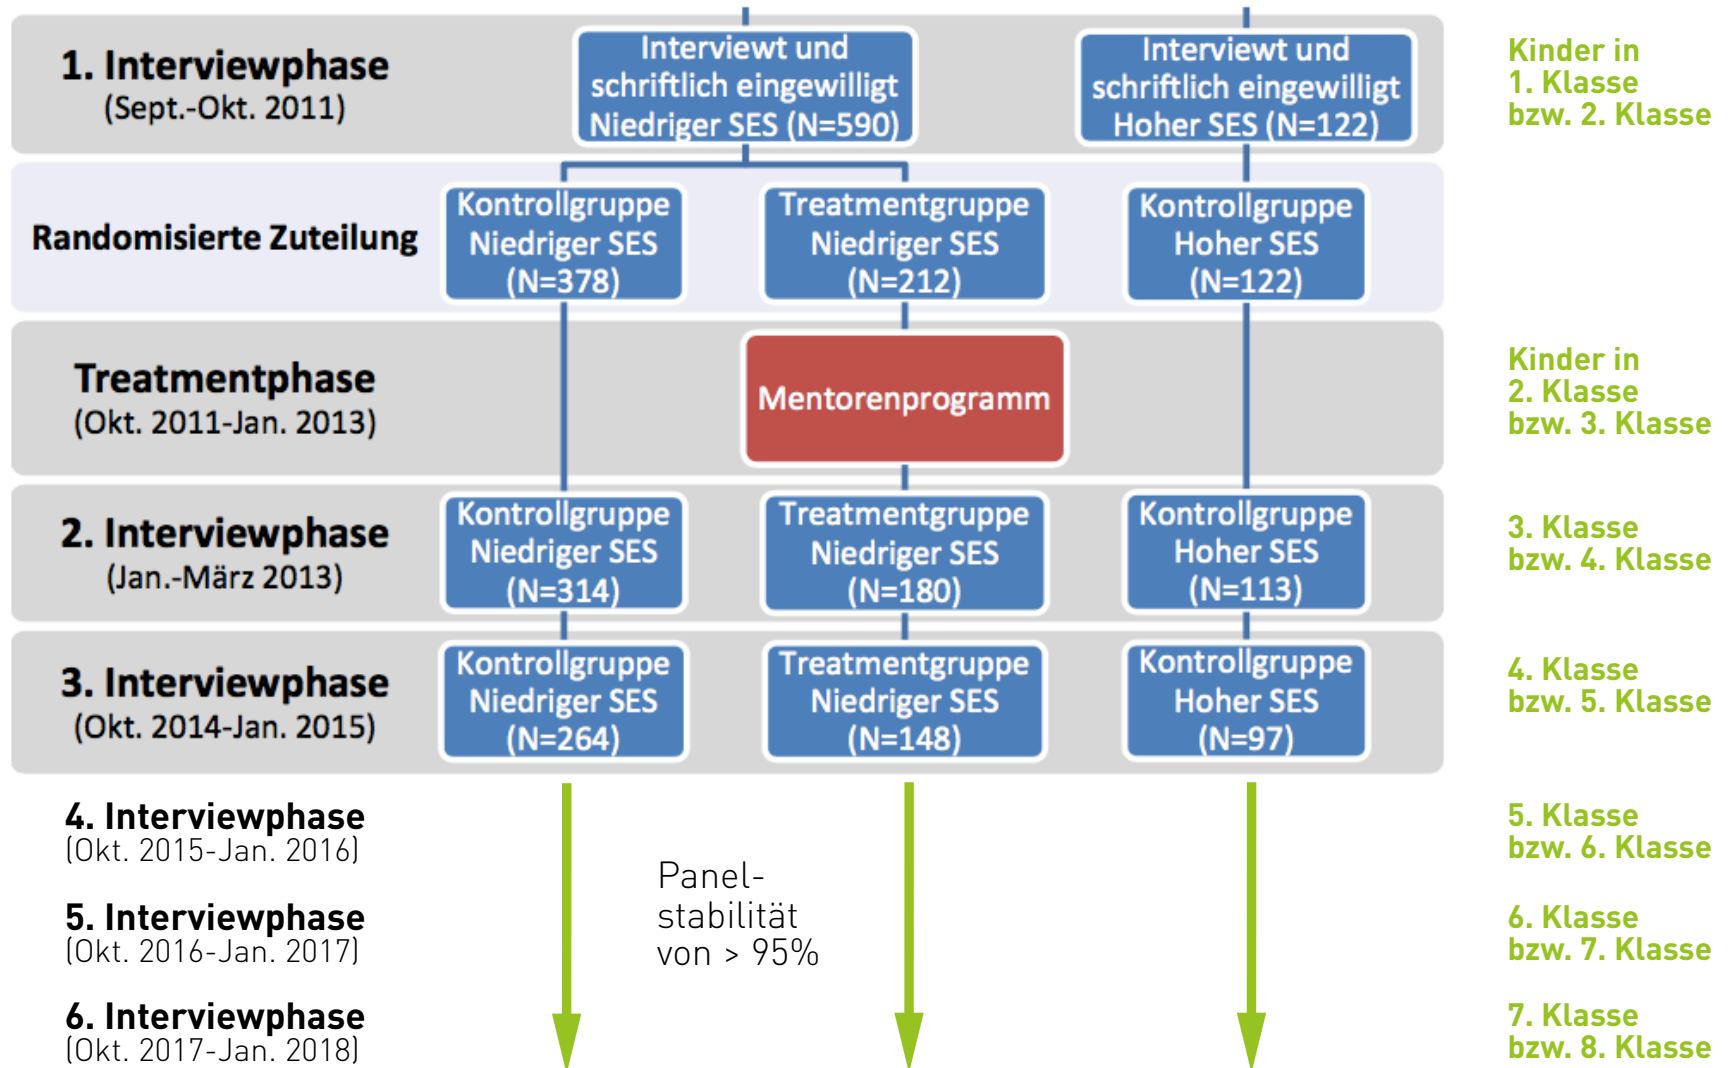 1. Interviewphase
(Sept.-Okt. 2011)
Interviewt und
schriftlich eingewilligt
Niedriger SES (N=590)
Interviewt und
schriftlich eingewilligt
Hoher SES (N=122)
Kinder in
1. Klasse
bzw. 2. Klasse
Randomisierte Zuteilung
Kontrollgruppe
Niedriger SES
(N=378)
Treatmentgruppe
Niedriger SES
(N=212)
Kontrollgruppe
Hoher SES
(N=122)
Treatmentphase
(Okt. 2011-Jan. 2013)
Mentorenprogramm
Kinder in
2. Klasse
bzw. 3. Klasse
2. Interviewphase
(Jan.-März 2013)
Kontrollgruppe
Niedriger SES
(N=314)
Treatmentgruppe
Niedriger SES
(N=180)
Kontrollgruppe
Hoher SES
(N=113)
3. Klasse
bzw. 4. Klasse
3. Interviewphase
(Okt. 2014-Jan. 2015)
Kontrollgruppe
Niedriger SES
(N=264)
Treatmentgruppe
Niedriger SES
(N=148)
Kontrollgruppe
Hoher SES
(N=97)
4. Klasse
bzw. 5. Klasse
4. Interviewphase
(Okt. 2015-Jan. 2016)
5. Klasse
bzw. 6. Klasse
Panel-
stabilität
von > 95%
5. Interviewphase
(Okt. 2016-Jan. 2017)
6. Klasse
bzw. 7. Klasse
6. Interviewphase
(Okt. 2017-Jan. 2018)
7. Klasse
bzw. 8. Klasse